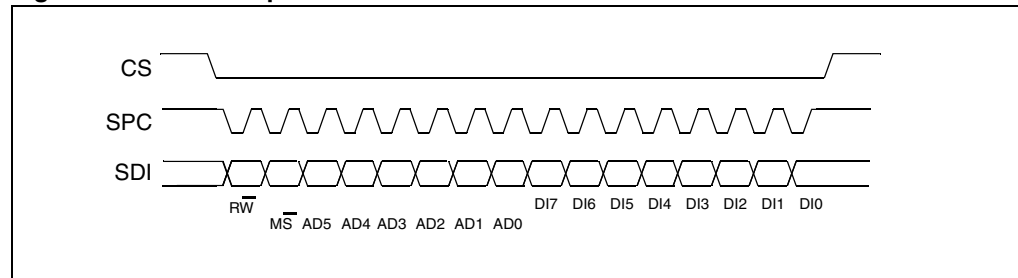 CS
SPC
SDI
RW̅
DI7 DI6 DI5 DI4 DI3 DI2 DI1 DI0
MS̅ AD5 AD4 AD3 AD2 AD1 AD0